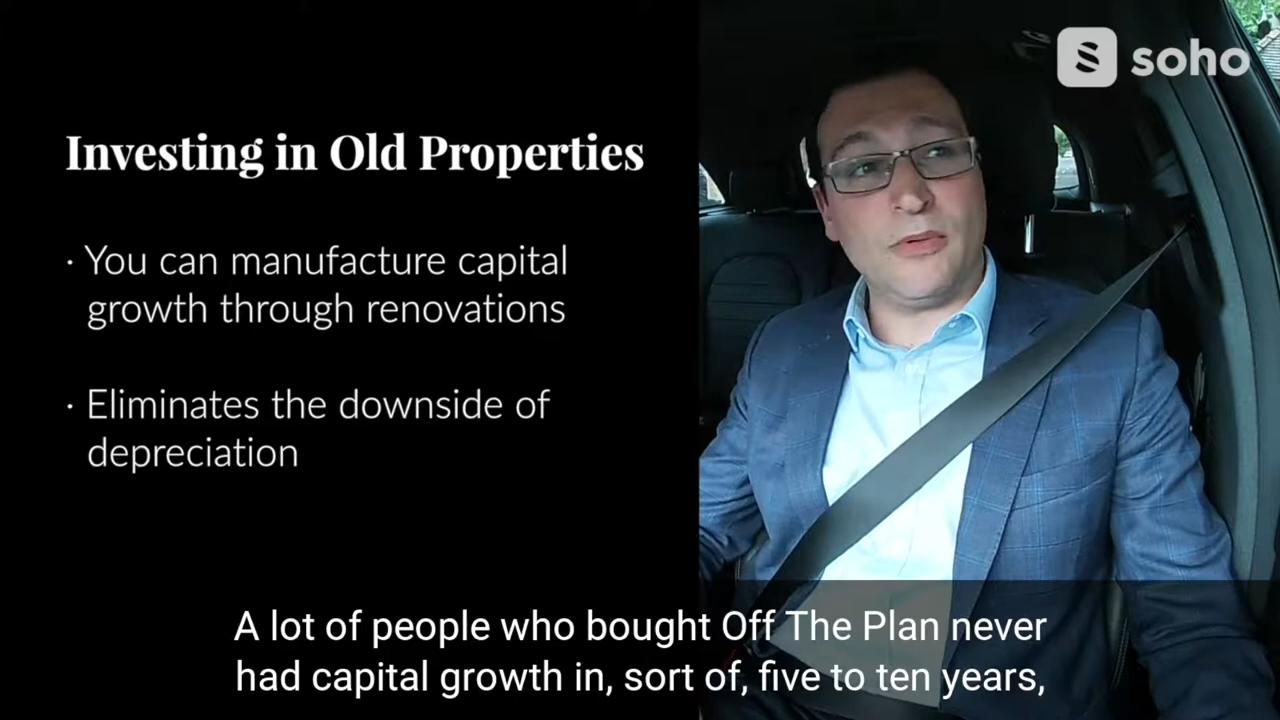 soho
Investing in Old Properties
· You can manufacture capital
growth through renovations
· Eliminates the downside of
depreciation
A lot of people who bought Off The Plan never
had capital growth in, sort of, five to ten years,